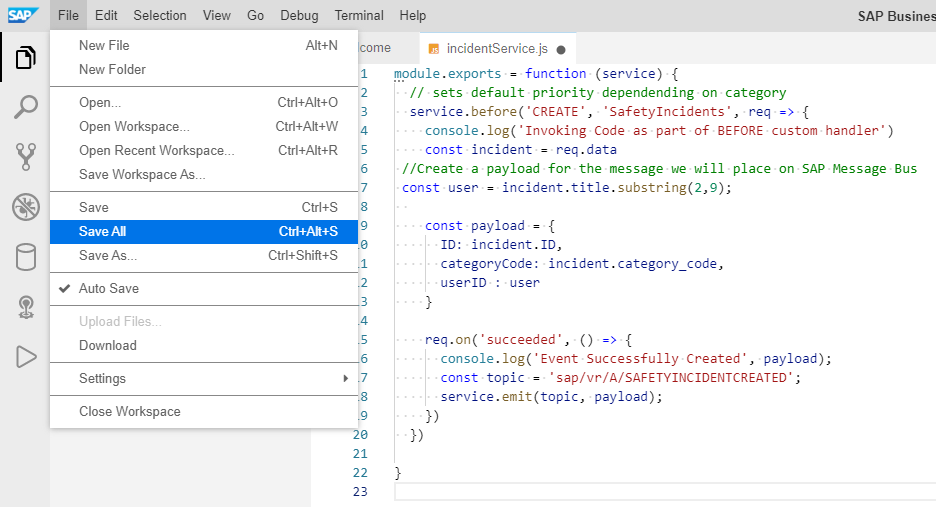 SAP File Edit Selection View Go Debug Terminal Help SAP Busines
New File Alt+N
New Folder
Open... Ctrl+Alt+O
Open Workspace... Ctrl+Alt+W
Open Recent Workspace... Ctrl+Alt+R
Save Workspace As...
Save Ctrl+S
Save All Ctrl+Alt+S
Save As... Ctrl+Shift+S
Auto Save
Upload Files...
Download
Settings
Close Workspace
come JS incidentService.js
1 module.exports = function (service) {
2 // sets default priority dependending on category
3 service.before('CREATE', 'SafetyIncidents', req => {
4 console.log('Invoking Code as part of BEFORE custom handler')
5 const incident = req.data
6 //Create a payload for the message we will place on SAP Message Bus
7 const user = incident.title.substring(2,9);
8
9 const payload = {
0 ID: incident.ID,
1 categoryCode: incident.category_code,
2 userID : user
3 }
4
5 req.on('succeeded', () => {
6 console.log('Event Successfully Created', payload);
7 const topic = 'sap/vr/A/SAFETYINCIDENTCREATED';
8 service.emit(topic, payload);
9 })
20 })
21
22 }
23